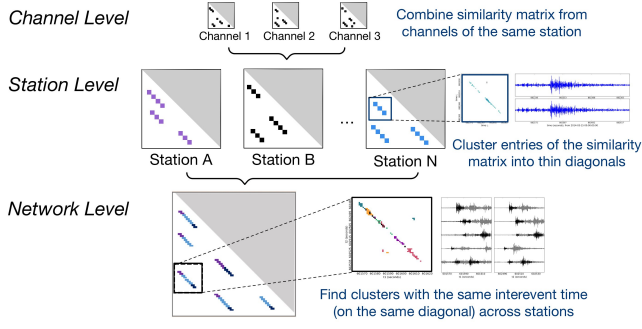 Channel Level
Channel 1 Channel 2 Channel 3
Combine similarity matrix from
channels of the same station
Station Level
...
Station A
Station B
Station N
Cluster entries of the similarity
matrix into thin diagonals
Network Level
Find clusters with the same interevent time
(on the same diagonal) across stations